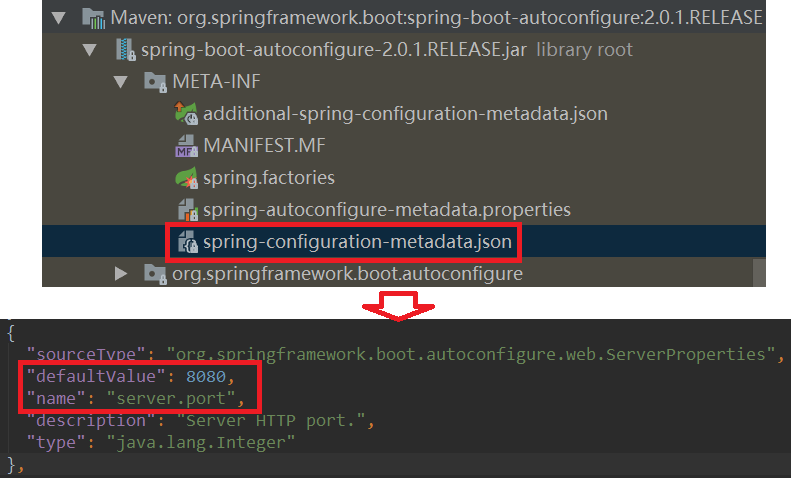 Maven: org.springframework.boot:spring-boot-autoconfigure:2.0.1.RELEASE
spring-boot-autoconfigure-2.0.1.RELEASE.jar library root
META-INF
additional-spring-configuration-metadata.json
MANIFEST.MF
spring.factories
spring-autoconfigure-metadata.properties
spring-configuration-metadata.json
org.springframework.boot.autoconfigure
{
"sourceType": "org.springframework.boot.autoconfigure.web.ServerProperties",
"defaultValue": 8080,
"name": "server.port",
"description": "Server HTTP port.",
"type": "java.lang.Integer"
},